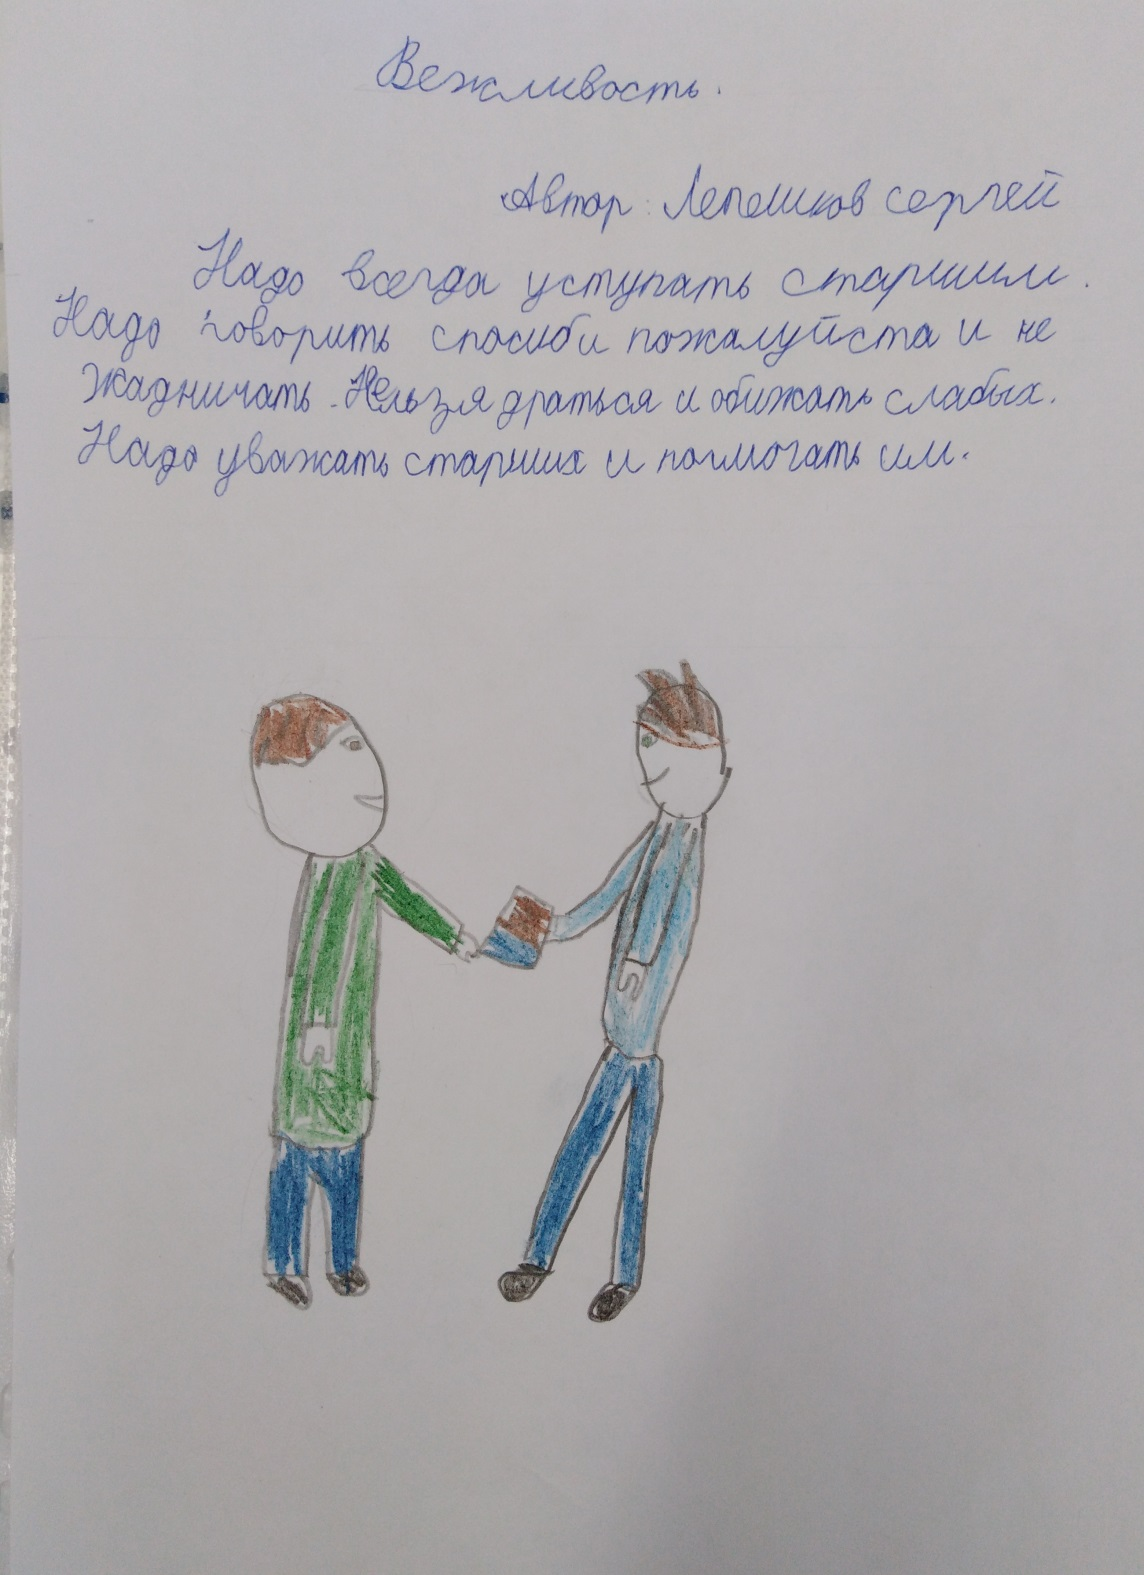 Вежливость.
Автор: Лепешков сергей
Надо всегда уступать старшим.
Надо говорить спосиби пожалуйста и не
жадничать. Нельзя драться и обижать слабых.
Надо уважать старших и помогать им.